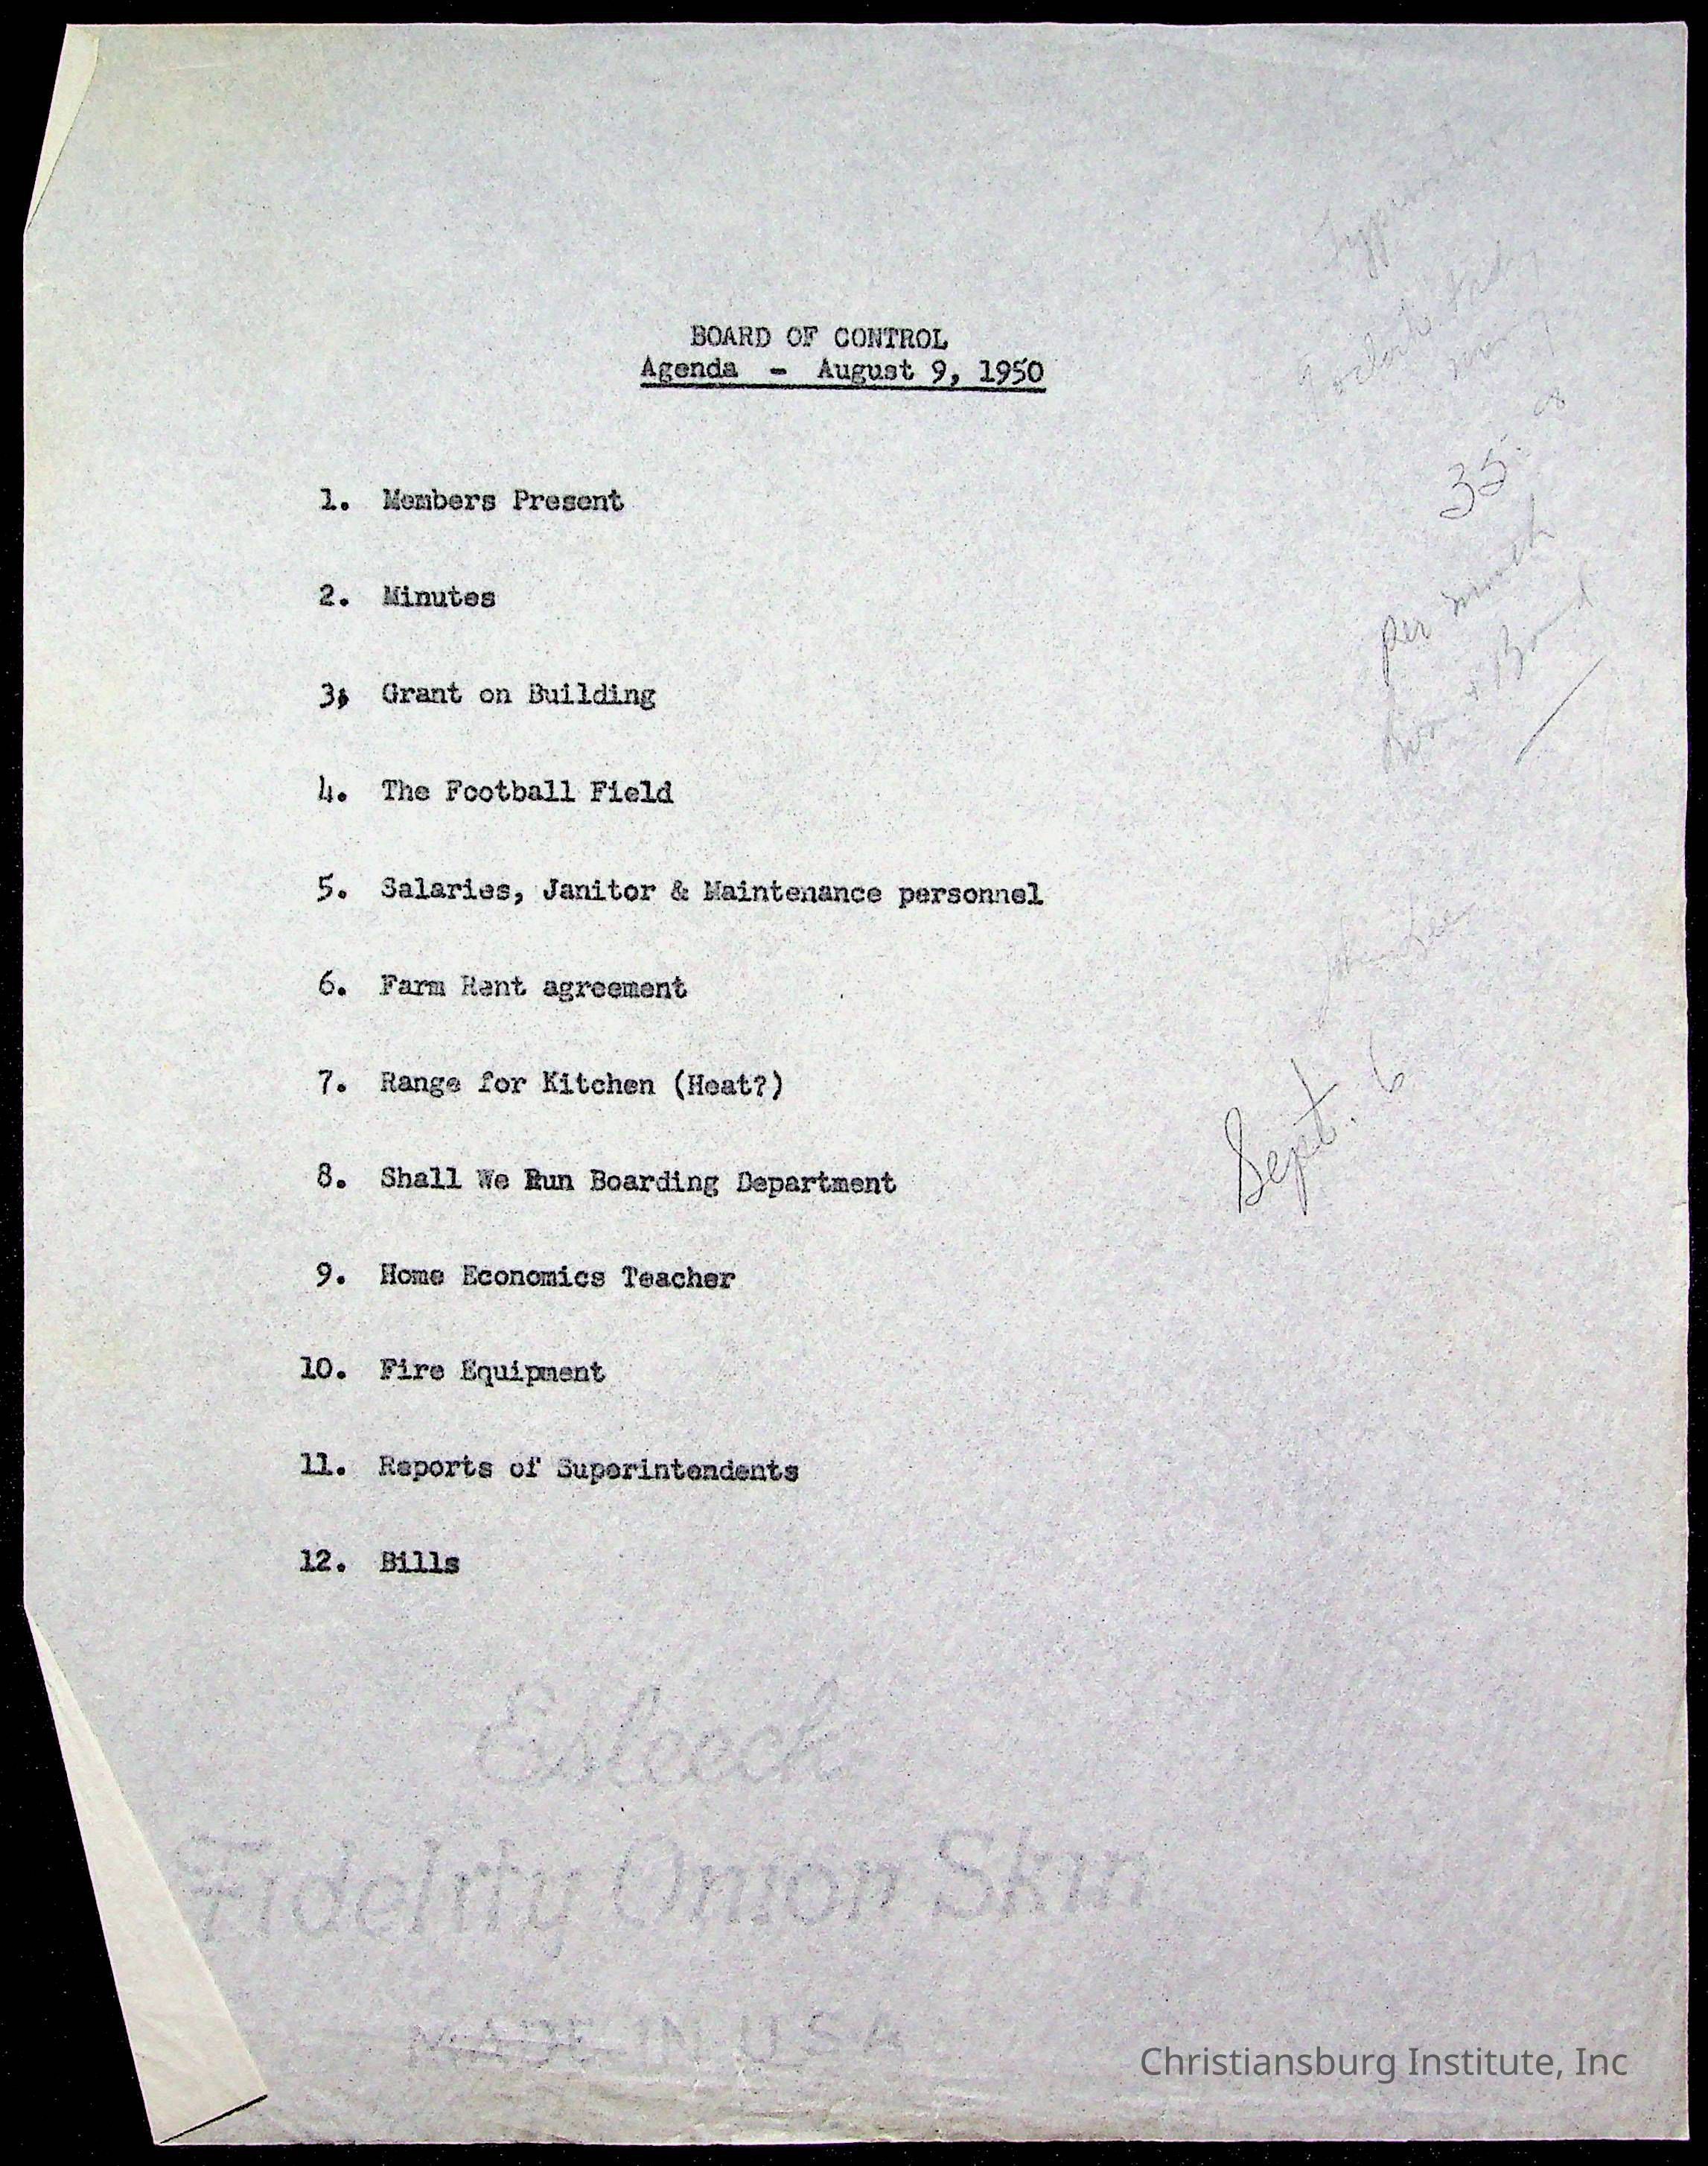 BOARD OF CONTROL
Agenda - August 9, 1950
1. Members Present
2. Minutes
3; Grant on Building
4. The Football Field
5. Salaries, Janitor & Maintenance personnel
6. Farm Rent agreement
7. Range for Kitchen (Heat?)
8. Shall We Run Boarding Department
9. Home Economics Teacher
10. Fire Equipment
11. Reports of Superintendents
12. Bills
35
per
Sept. 6
Esleeck
Fidelity Onion Skin
MADE IN U S A
Christiansburg Institute, Inc